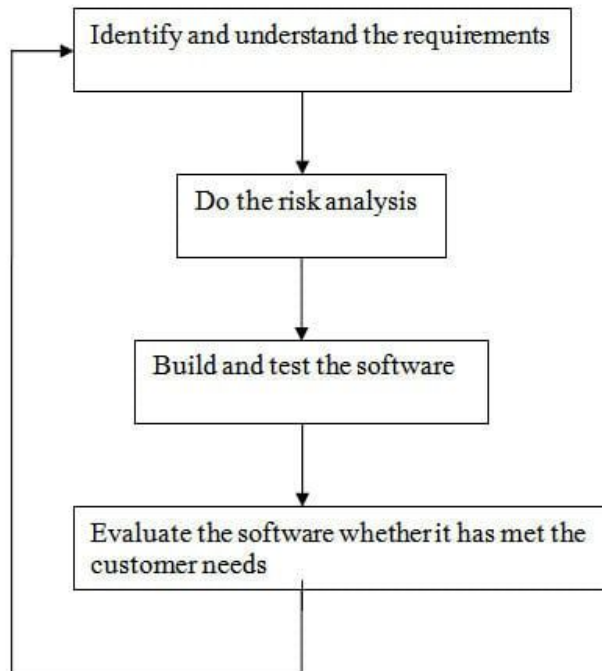 Identify and understand the requirements
Do the risk analysis
Build and test the software
Evaluate the software whether it has met the
customer needs